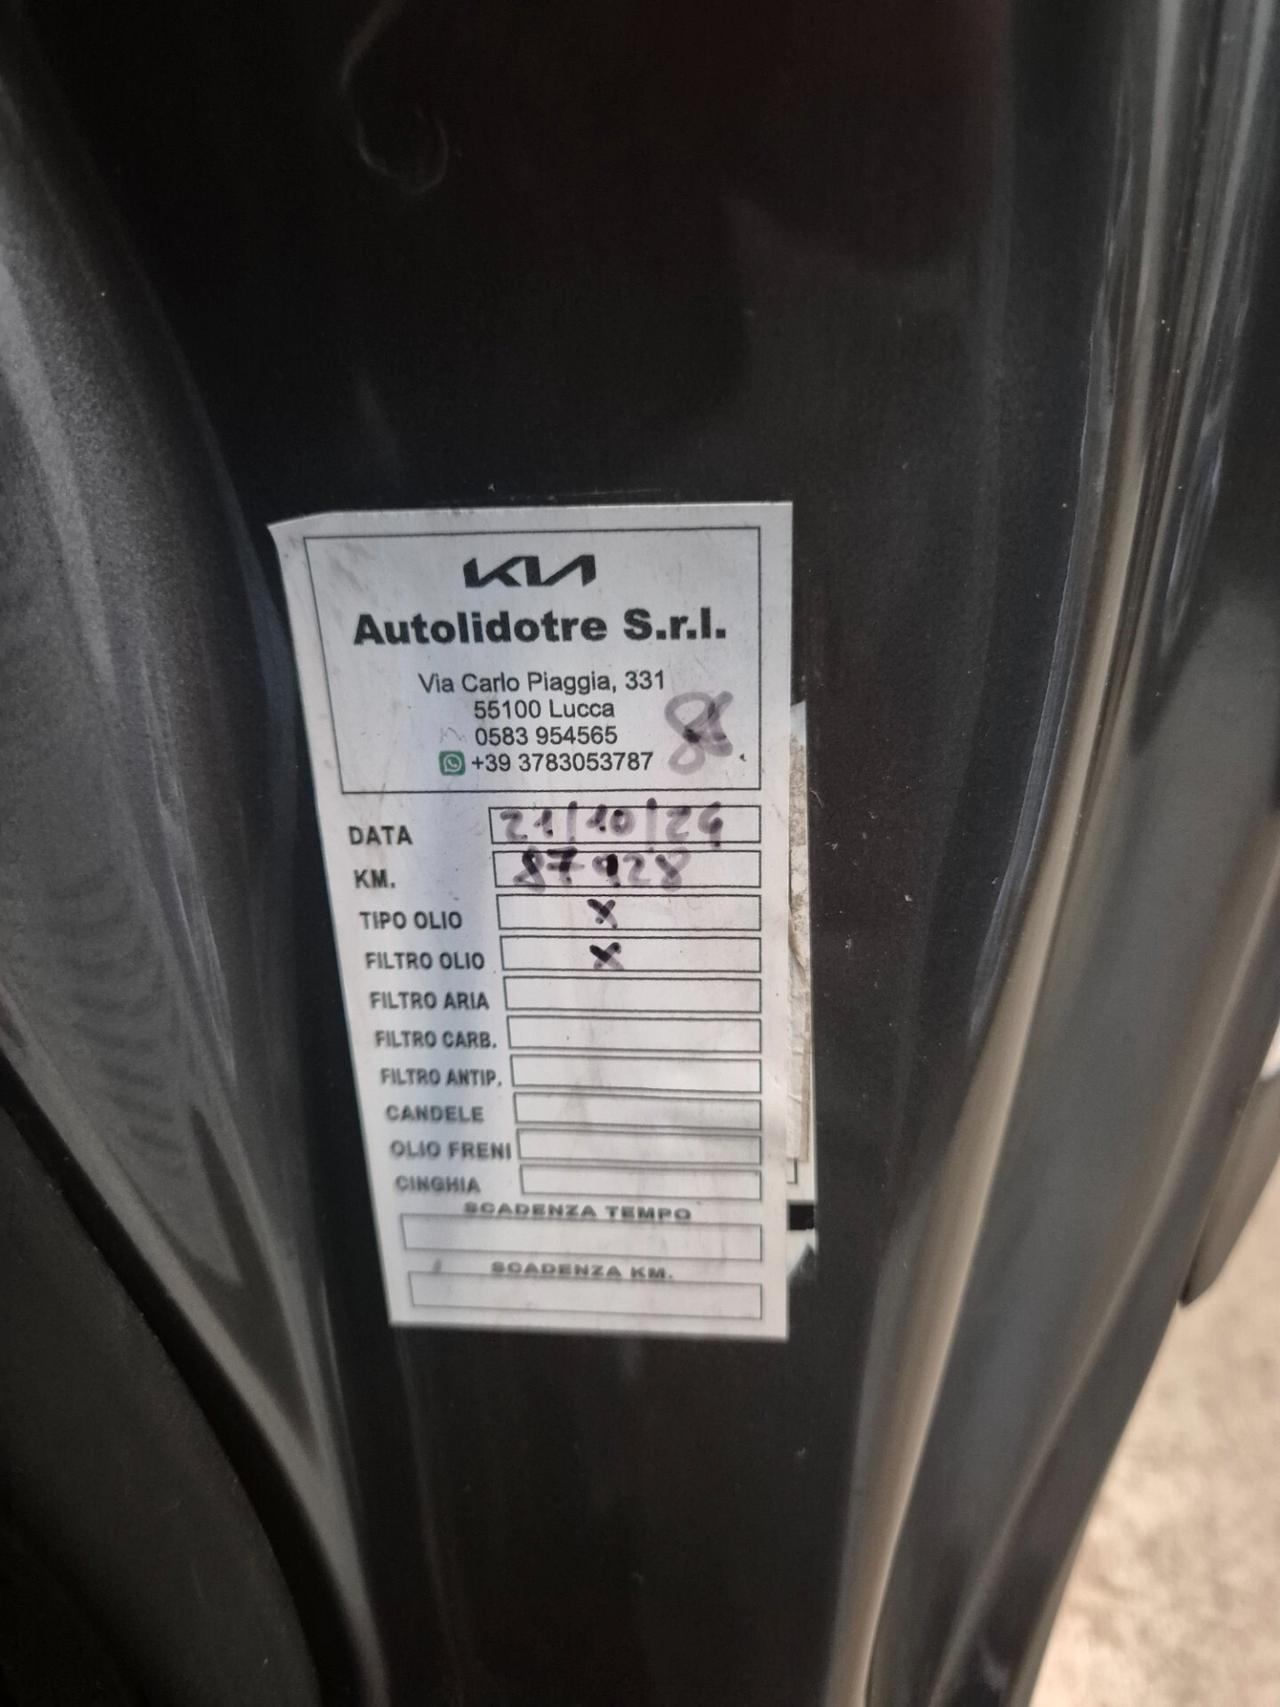 KIA
Autolidotre S.r.l.
Via Carlo Piaggia, 331
55100 Lucca
0583 954565
+39 3783053787
DATA 21/10/24
KM. 87928
TIPO OLIO x
FILTRO OLIO x
FILTRO ARIA
FILTRO CARB.
FILTRO ANTIP.
CANDELE
OLIO FRENI
CINGHIA
SCADENZA TEMPO
SCADENZA KM.